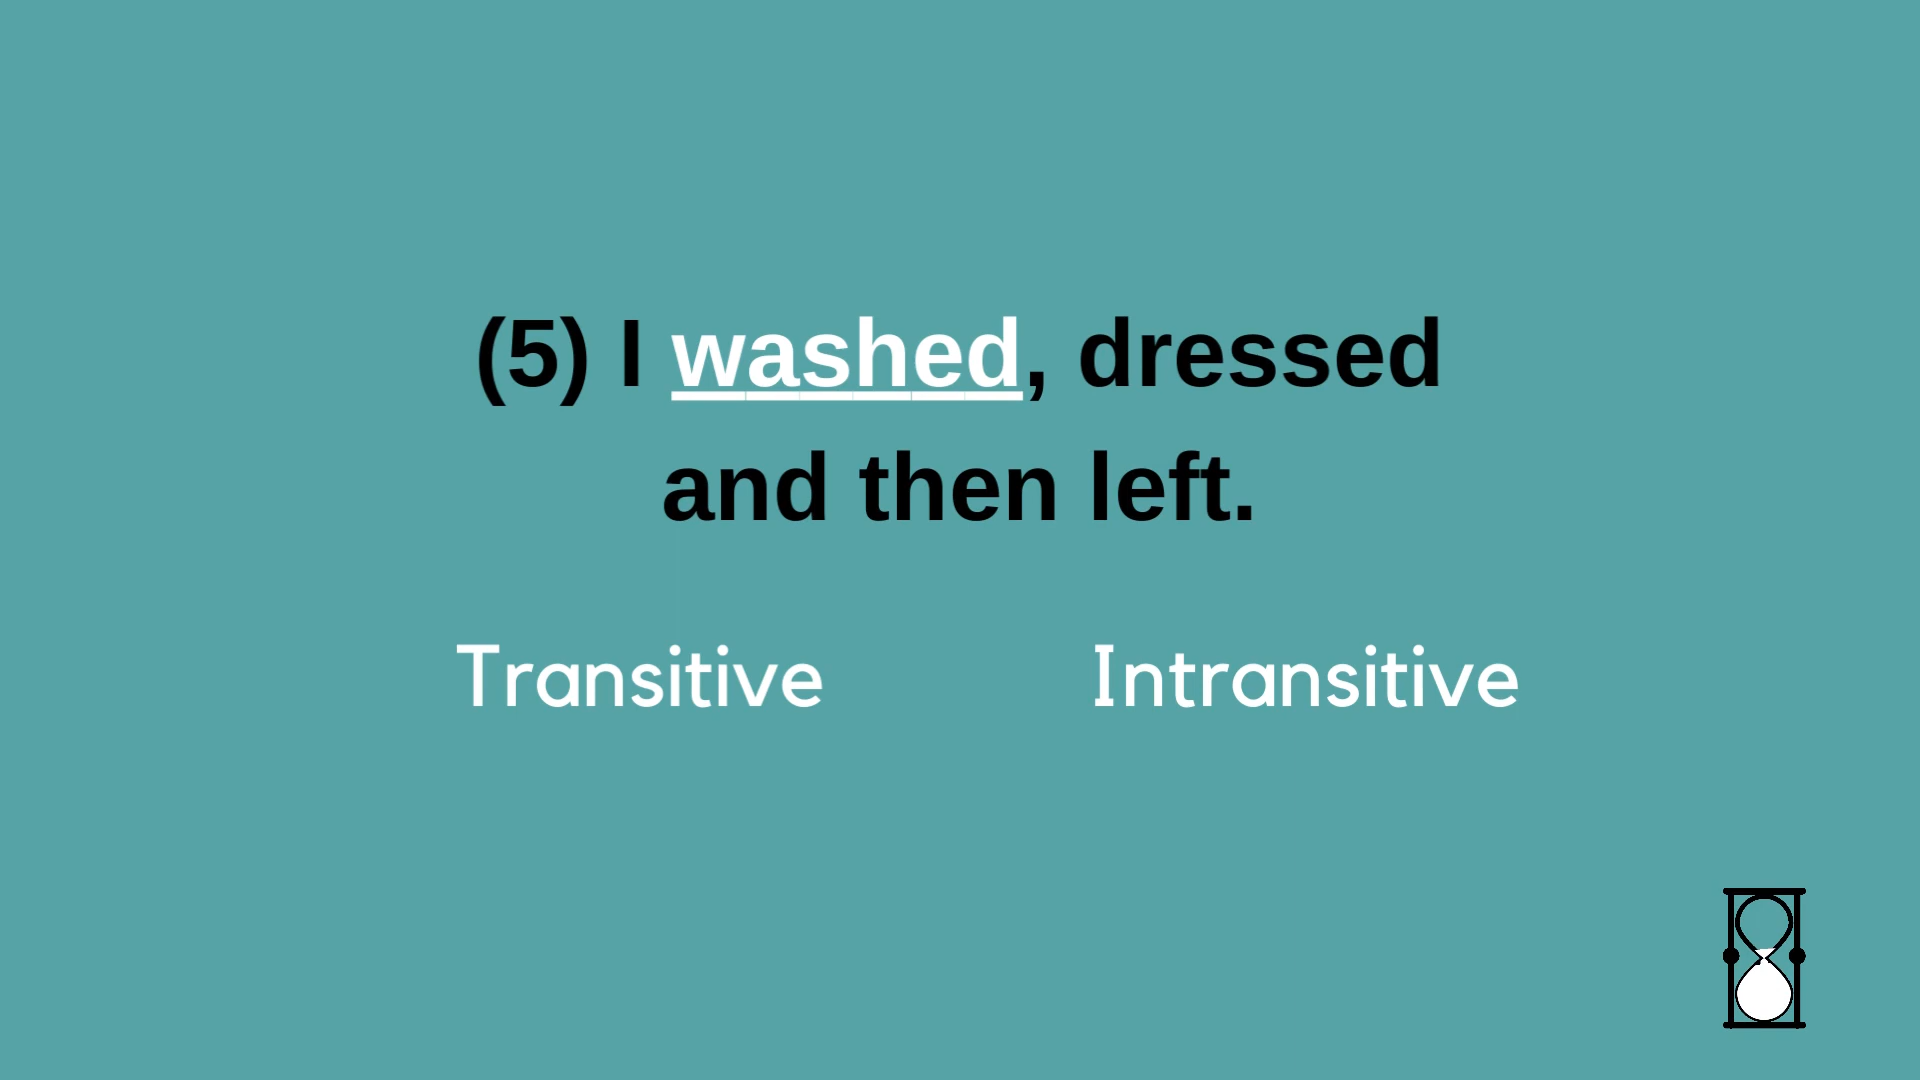 (5) I washed, dressed
and then left.
Transitive Intransitive